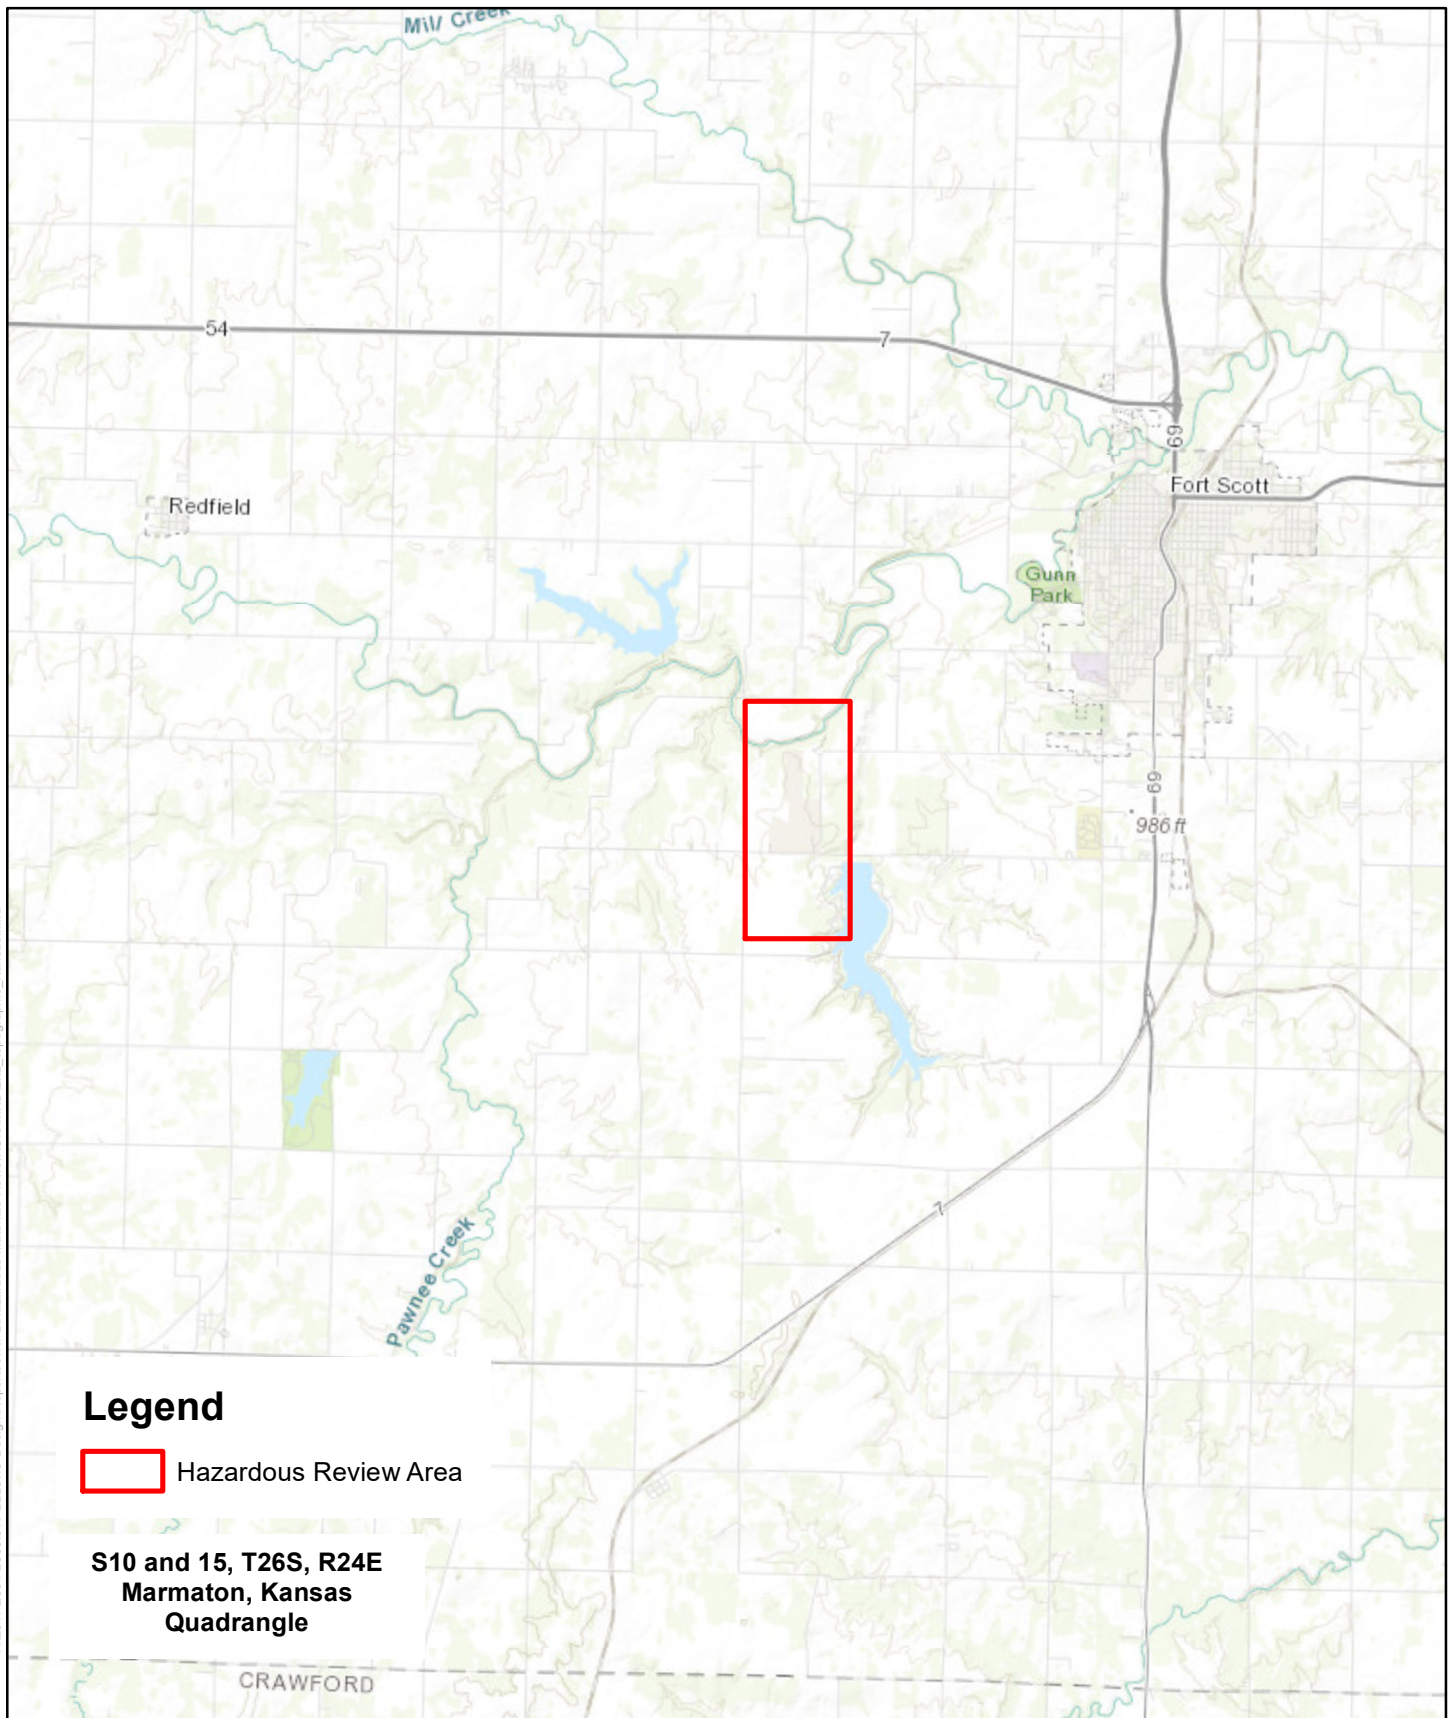 Mill Creek
54
7
69
Fort Scott
Redfield
Gunn
Park
69
986 ft
7
Pawnee Creek
Legend
Hazardous Review Area
S10 and 15, T26S, R24E
Marmaton, Kansas
Quadrangle
CRAWFORD